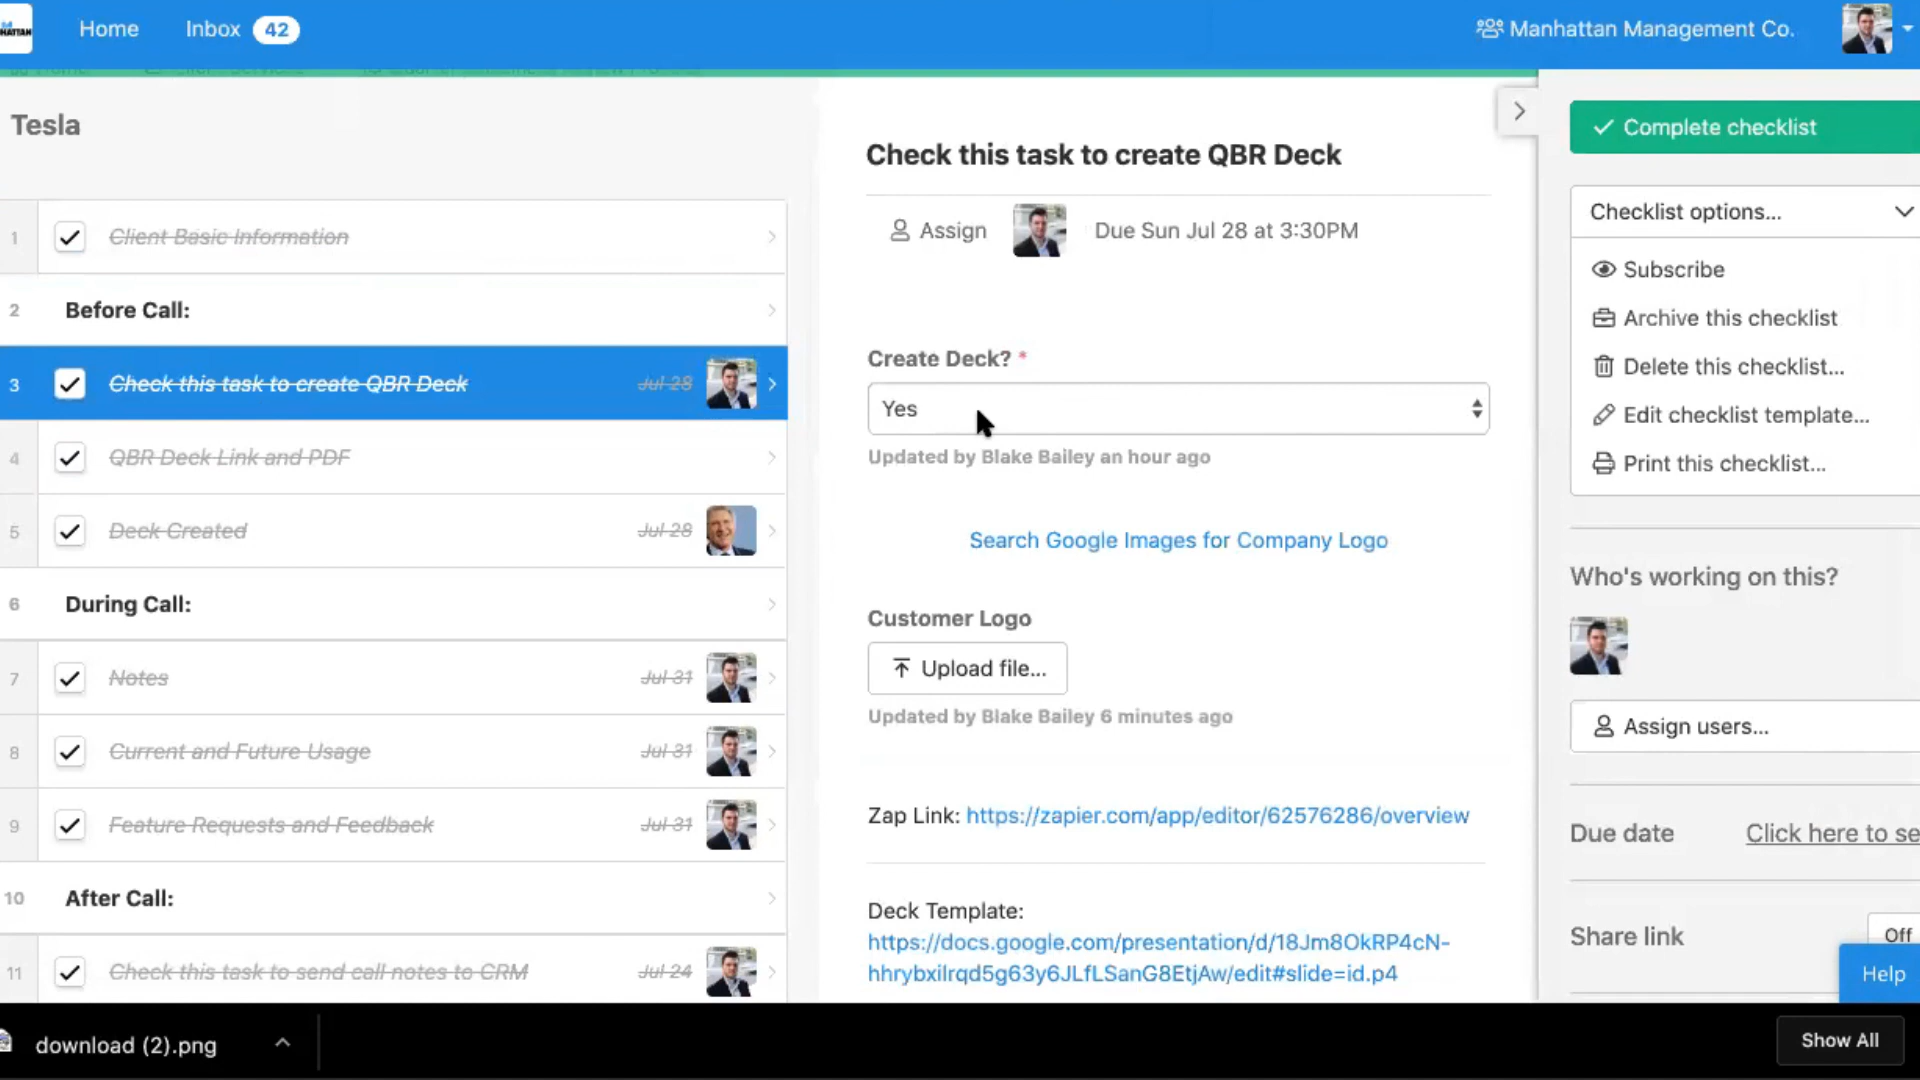 HATTAN
Home
Inbox 42
Manhattan Management Co.
Tesla
1 Client Basic Information
2 Before Call:
3 Check this task to create QBR Deck Jul 28
4 QBR Deck Link and PDF
5 Deck Created Jul 28
6 During Call:
7 Notes Jul 31
8 Current and Future Usage Jul 31
9 Feature Requests and Feedback Jul 31
10 After Call:
11 Check this task to send call notes to CRM Jul 24
Check this task to create QBR Deck
Assign Due Sun Jul 28 at 3:30PM
Create Deck? *
Yes
Updated by Blake Bailey an hour ago
Search Google Images for Company Logo
Customer Logo
Upload file...
Updated by Blake Bailey 6 minutes ago
Zap Link: https://zapier.com/app/editor/62576286/overview
Deck Template:
https://docs.google.com/presentation/d/18Jm8OkRP4cN-
hhrybxilrqd5g63y6JLfLSanG8EtjAw/edit#slide=id.p4
Complete checklist
Checklist options...
Subscribe
Archive this checklist
Delete this checklist...
Edit checklist template...
Print this checklist...
Who's working on this?
Assign users...
Due date Click here to se
Share link Off
Help
download (2).png
Show All